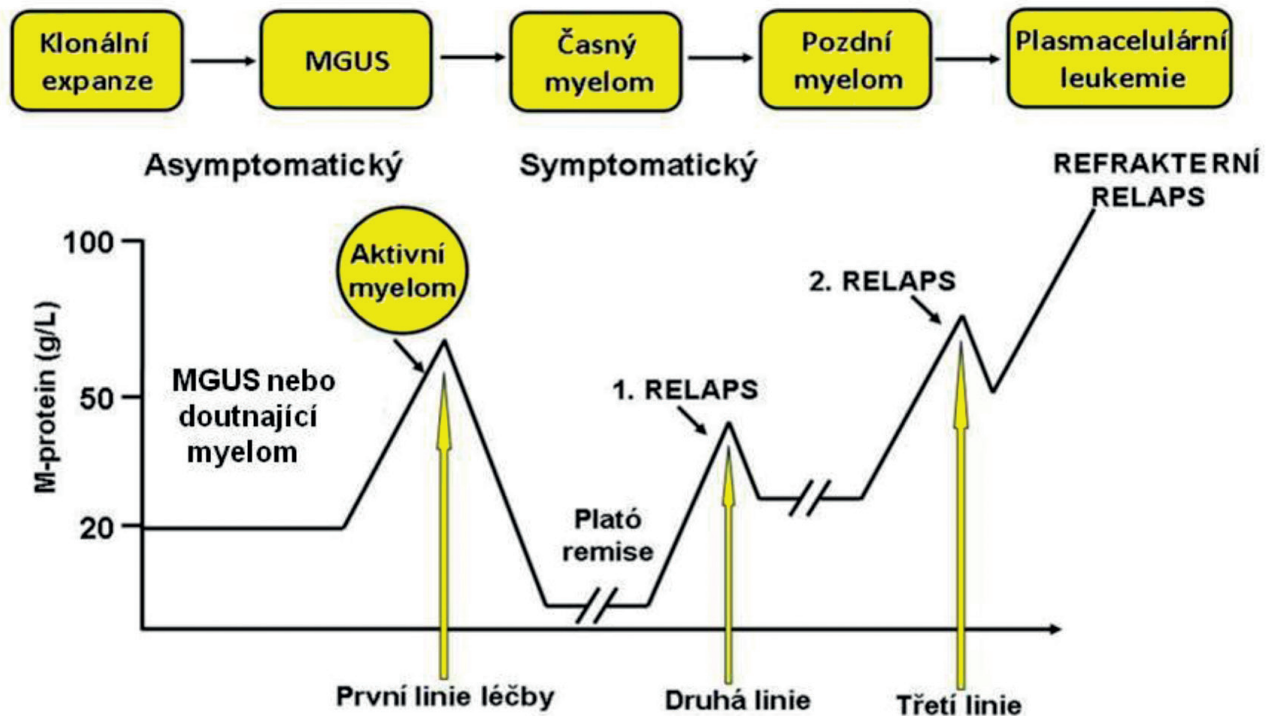 Klonální
expanze
MGUS
Časný
myelom
Pozdní
myelom
Plasmacelulární
leukemie
Asymptomatický
Symptomatický
REFRAKTERNÍ
RELAPS
M-protein (g/L)
100
50
20
Aktivní
myelom
MGUS nebo
doutnající
myelom
1. RELAPS
2. RELAPS
Plató
remise
První linie léčby
Druhá linie
Třetí linie